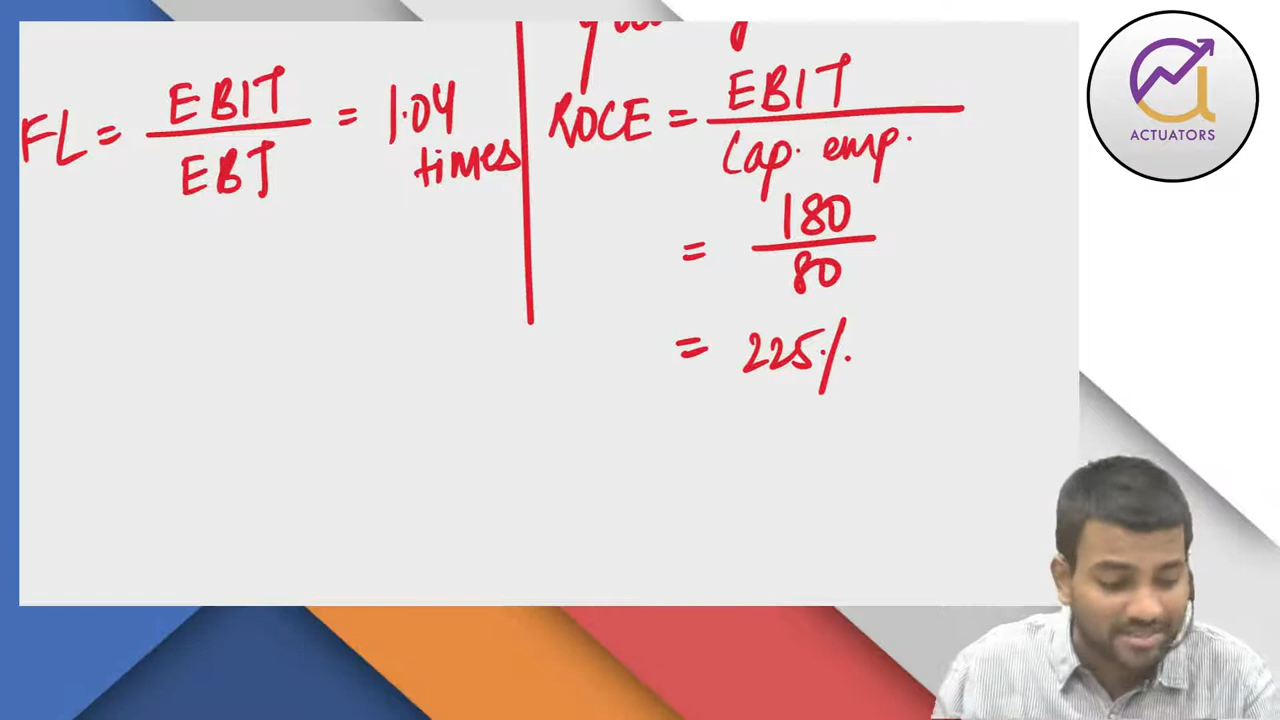 FL = EBIT / EBT = 1.04 times
ROCE = EBIT / Cap. emp.
= 180 / 80
= 225%
ACTUATORS